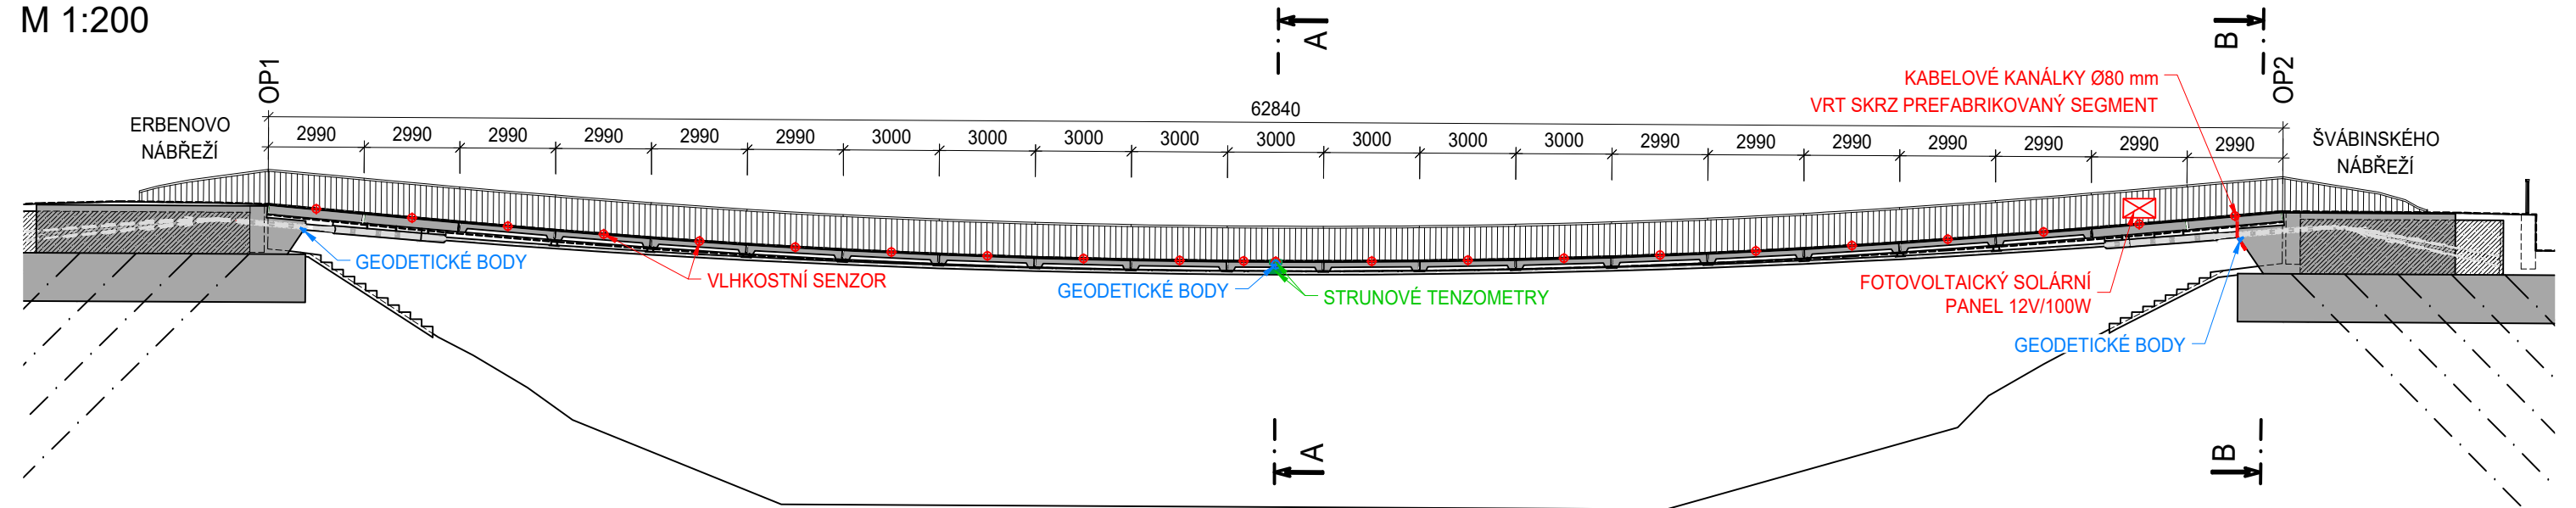 M 1:200
A
B
OP1
OP2
KABELOVÉ KANÁLKY Ø80 mm
VRT SKRZ PREFABRIKOVANÝ SEGMENT
62840
ERBENOVO
NÁBŘEŽÍ
2990 2990 2990 2990 2990 2990 3000 3000 3000 3000 3000 3000 3000 3000 3000 2990 2990 2990 2990 2990 2990
ŠVÁBINSKÉHO
NÁBŘEŽÍ
GEODETICKÉ BODY
VLHKOSTNÍ SENZOR
GEODETICKÉ BODY
STRUNOVÉ TENZOMETRY
FOTOVOLTAICKÝ SOLÁRNÍ
PANEL 12V/100W
GEODETICKÉ BODY
A
B